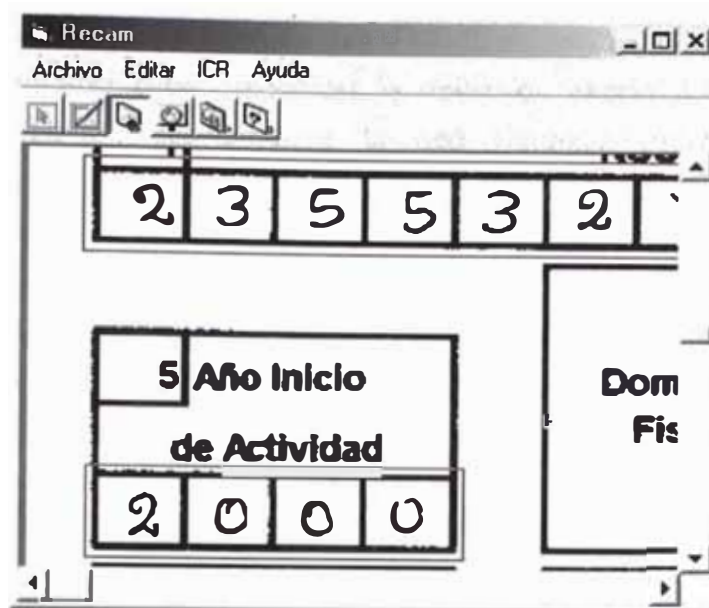 Recam
Archivo Editar ICR Ayuda
2 3 5 5 3 2
5 Año Inicio
de Actividad
2 0 0 0
Dom
Fis